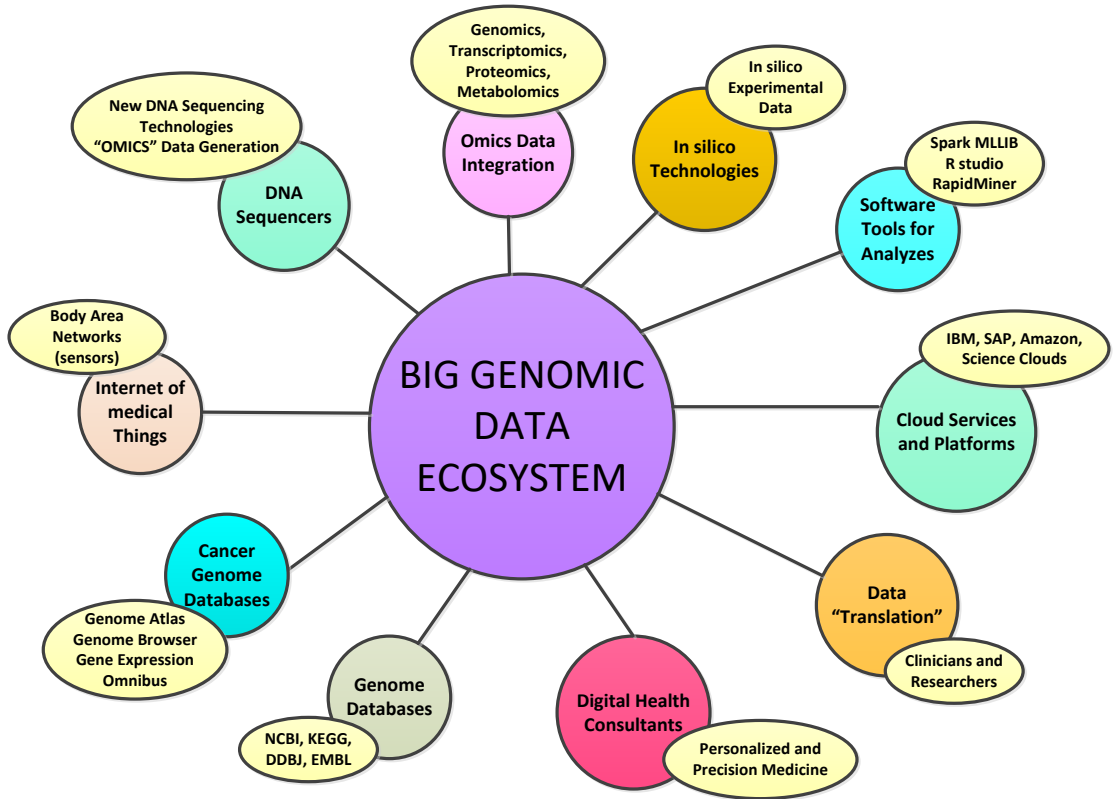 Genomics,
Transcriptomics,
Proteomics,
Metabolomics
Omics Data
Integration
In silico
Experimental
Data
In silico
Technologies
New DNA Sequencing
Technologies
“OMICS” Data Generation
DNA
Sequencers
Spark MLLIB
R studio
RapidMiner
Software
Tools for
Analyzes
Body Area
Networks
(sensors)
Internet of
medical
Things
BIG GENOMIC
DATA
ECOSYSTEM
IBM, SAP, Amazon,
Science Clouds
Cloud Services
and Platforms
Cancer
Genome
Databases
Genome Atlas
Genome Browser
Gene Expression
Omnibus
Data
“Translation”
Clinicians and
Researchers
Genome
Databases
NCBI, KEGG,
DDBJ, EMBL
Digital Health
Consultants
Personalized and
Precision Medicine